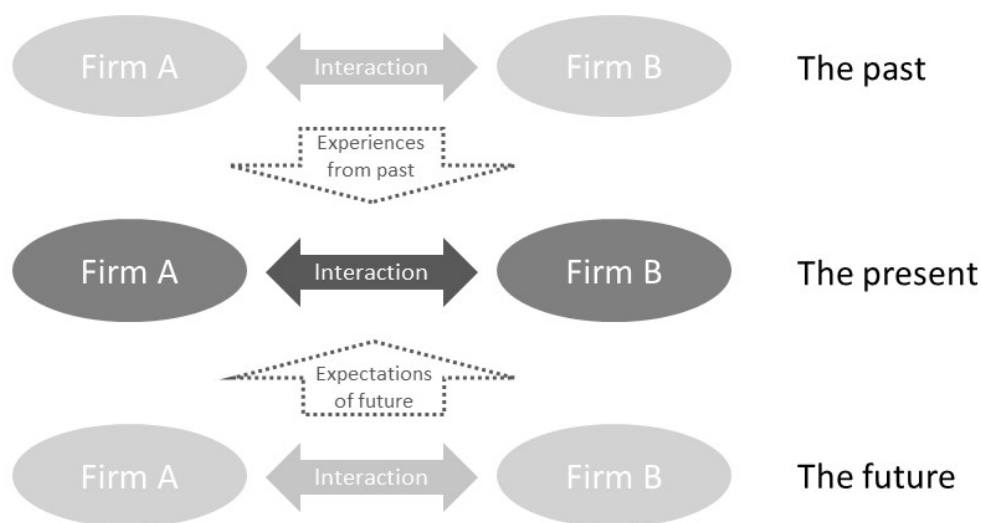 Firm A
Interaction
Firm B
The past
Experiences
from past
Firm A
Interaction
Firm B
The present
Expectations
of future
Firm A
Interaction
Firm B
The future